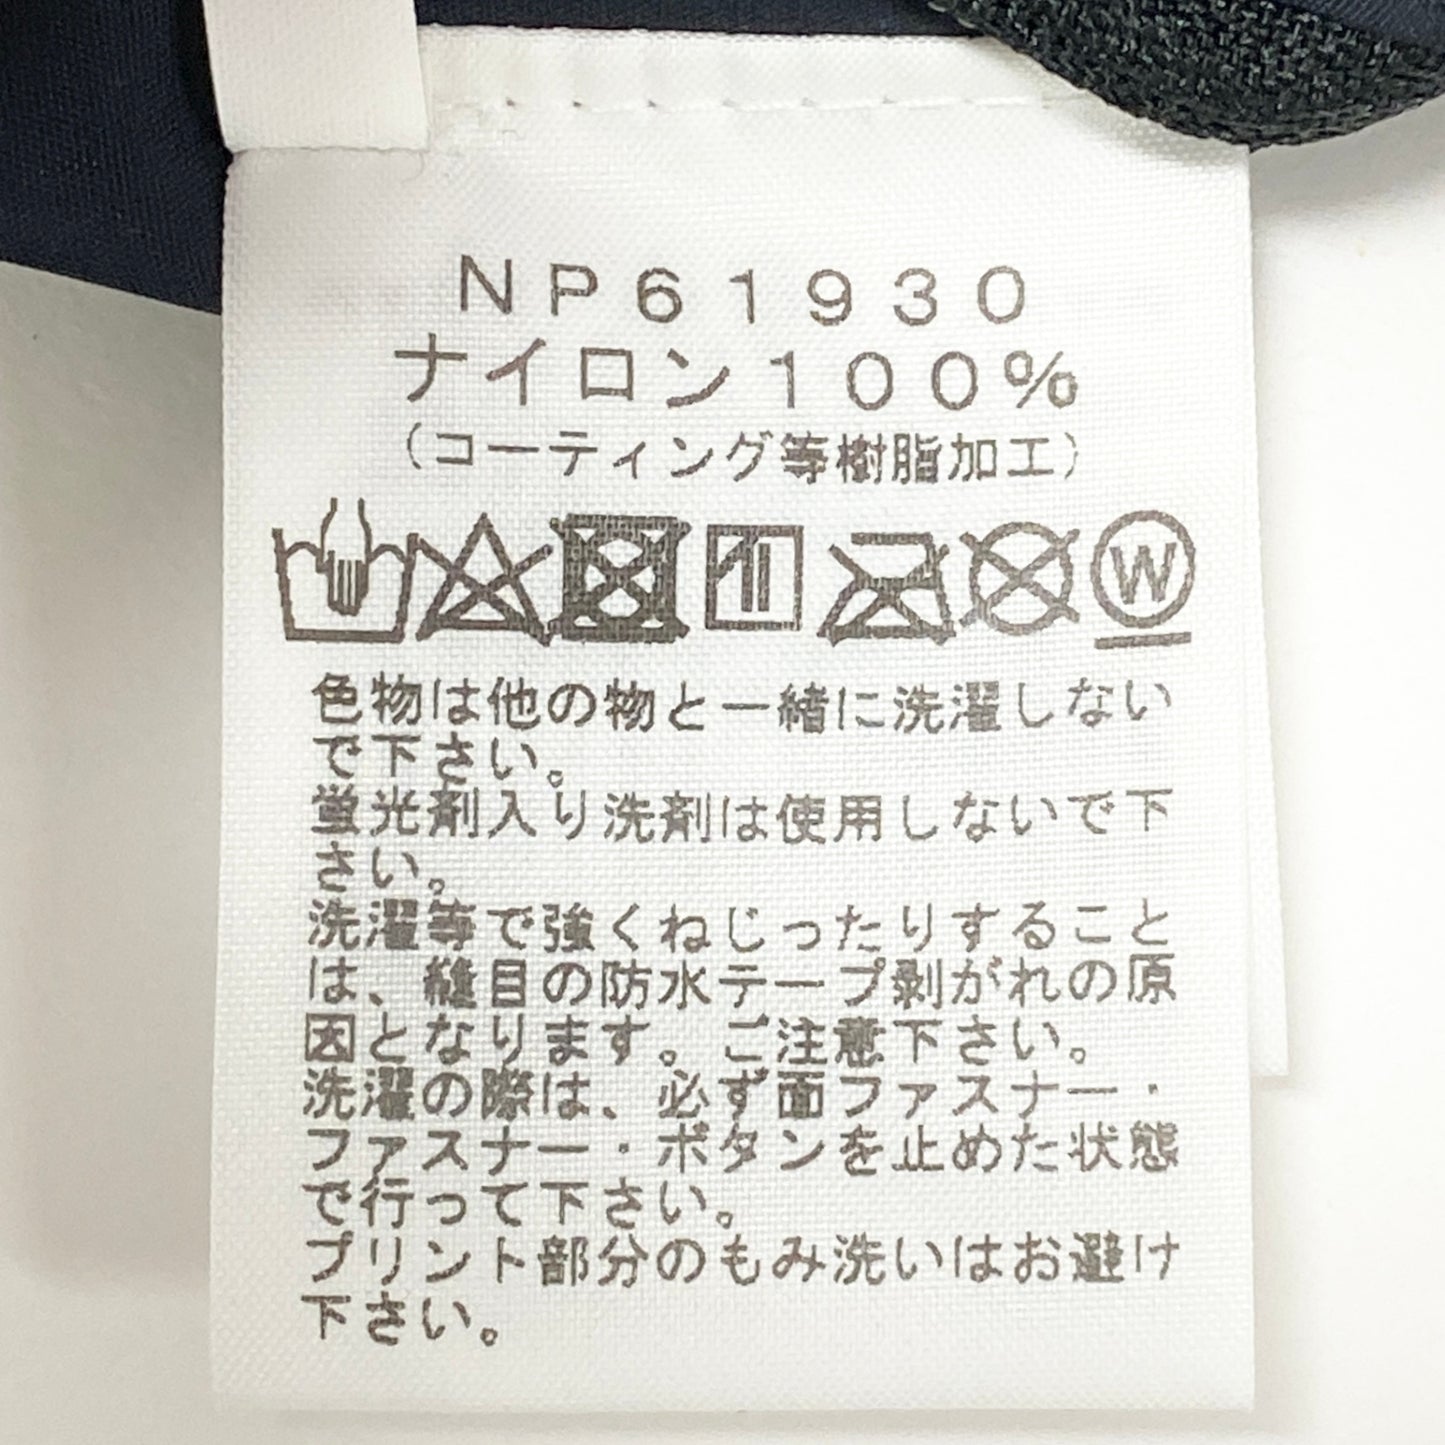 NP61930
ナイロン100%
(コーティング等樹脂加工)
W
色物は他の物と一緒に洗濯しない
で下さい。
蛍光剤入り洗剤は使用しないで下
さい。
洗濯等で強くねじったりすること
は、縫目の防水テープ剥がれの原
因となります。ご注意下さい。
洗濯の際は、必ず面ファスナー・
ファスナー・ボタンを止めた状態
で行って下さい。
プリント部分のもみ洗いはお避け
下さい。